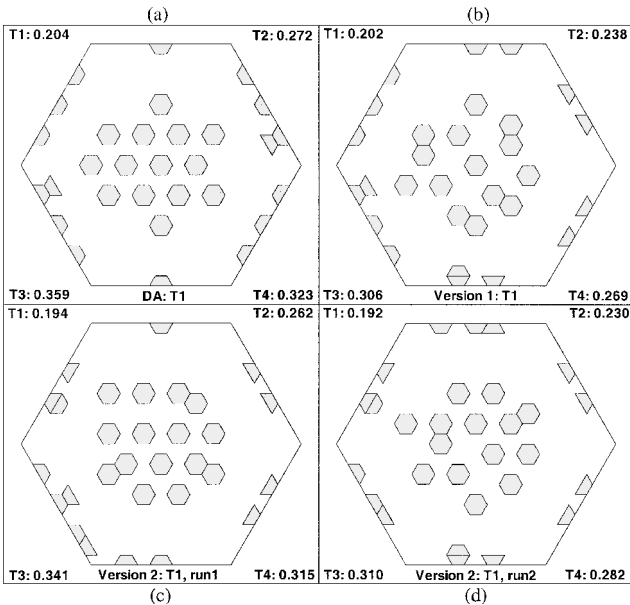 (a) (b)
T1: 0.204 T2: 0.272 T1: 0.202 T2: 0.238
T3: 0.359 DA: T1 T4: 0.323 T3: 0.306 Version 1: T1 T4: 0.269
T1: 0.194 T2: 0.262 T1: 0.192 T2: 0.230
T3: 0.341 Version 2: T1, run1 T4: 0.315 T3: 0.310 Version 2: T1, run2 T4: 0.282
(c) (d)